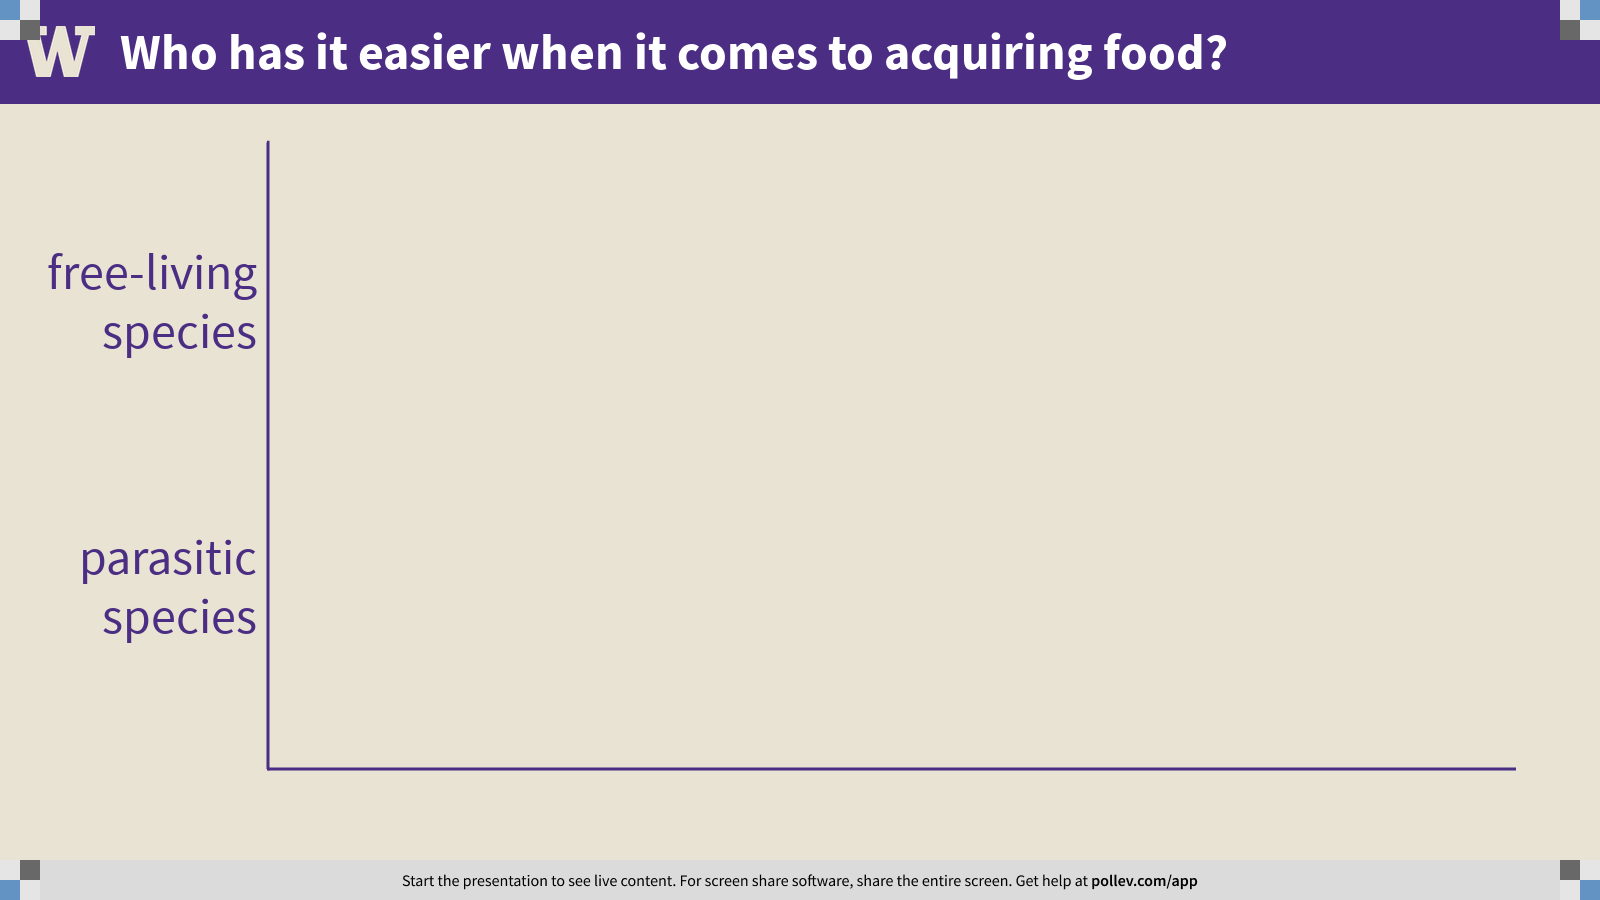 W
Who has it easier when it comes to acquiring food?
free-living
species
parasitic
species
Start the presentation to see live content. For screen share software, share the entire screen. Get help at pollev.com/app